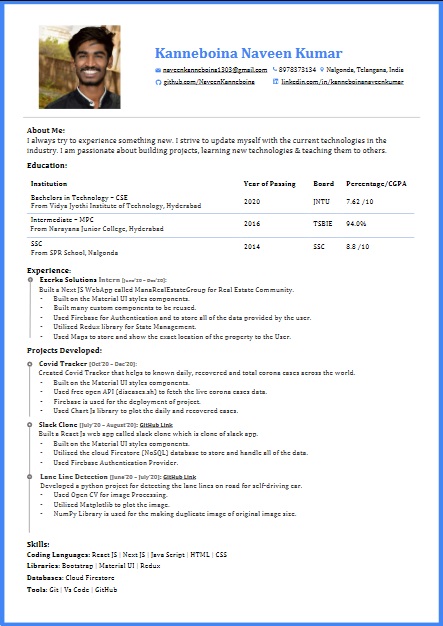 Kanneboina Naveen Kumar
naveenkanneboina1303@gmail.com 8978373134 Nalgonda, Telangana, India
github.com/NaveenKanneboina linkedin.com/in/kanneboinanaveenkumar
About Me:
I always try to experience something new. I strive to update myself with the current technologies in the
industry. I am passionate about building projects, learning new technologies & teaching them to others.
Education:
Institution Year of Passing Board Percentage/CGPA
Bachelors in Technology – CSE
From Vidya Jyothi Institute of Technology, Hyderabad 2020 JNTU 7.62 /10
Intermediate – MPC
From Narayana Junior College, Hyderabad 2016 TSBIE 94.0%
SSC
From SPR School, Nalgonda 2014 SSC 8.8 /10
Experience:
Exerka Solutions Intern (June'20 – Dec'20):
Built a Next JS WebApp called ManaRealEstateGroup for Real Estate Community.
- Built on the Material UI styles components.
- Built many custom components to be reused.
- Used Firebase for Authentication and to store all of the data provided by the user.
- Utilized Redux library for State Management.
- Used Maps to store and show the exact location of the property to the User.
Projects Developed:
Covid Tracker (Oct'20 – Dec'20):
Created Covid Tracker that helps to known daily, recovered and total corona cases across the world.
- Built on the Material UI styles components.
- Used free open API (diseases.sh) to fetch the live corona cases data.
- Firebase is used for the deployment of project.
- Used Chart Js library to plot the daily and recovered cases.
Slack Clone (July'20 – August'20): GitHub Link
Built a React Js web app called slack clone which is clone of slack app.
- Built on the Material UI styles components.
- Utilized the cloud Firestore (NoSQL) database to store and handle all of the data.
- Used Firebase Authentication Provider.
Lane Line Detection (June'20 – July'20): GitHub Link
Developed a python project for detecting the lane lines on road for self-driving car.
- Used Open CV for image Processing.
- Utilized Matplotlib to plot the image.
- NumPy Library is used for the making duplicate image of original image size.
Skills:
Coding Languages: React JS | Next JS | Java Script | HTML | CSS
Libraries: Bootstrap | Material UI | Redux
Databases: Cloud Firestore
Tools: Git | Vs Code | GitHub